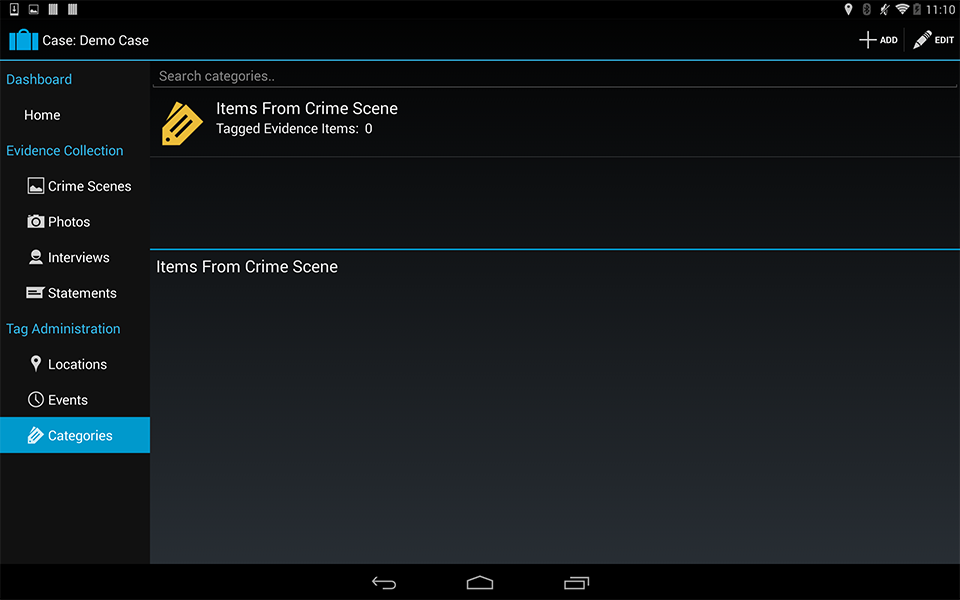 11:10
Case: Demo Case
ADD
EDIT
Dashboard
Home
Evidence Collection
Crime Scenes
Photos
Interviews
Statements
Tag Administration
Locations
Events
Categories
Search categories..
Items From Crime Scene
Tagged Evidence Items: 0
Items From Crime Scene